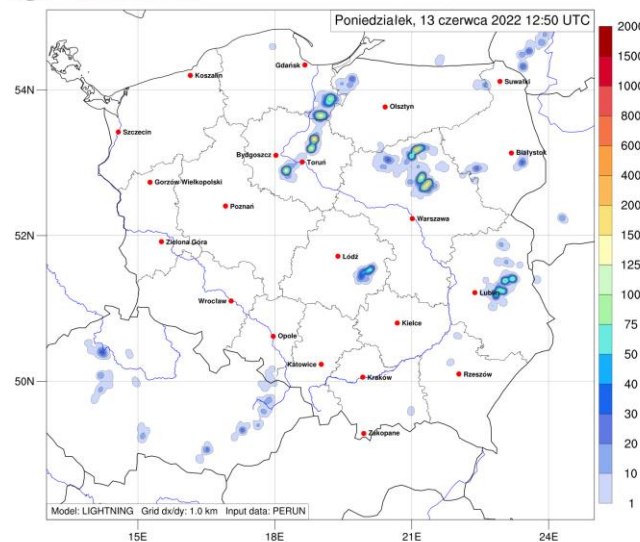 Poniedziałek, 13 czerwca 2022 12:50 UTC
Gdańsk
Koszalin
Suwałki
54N
Olsztyn
Szczecin
Białystok
Bydgoszcz
Toruń
Gorzów Wielkopolski
Poznań
Warszawa
52N
Zielona Góra
Łódź
Lublin
Wrocław
Kielce
Opole
Katowice
Kraków
Rzeszów
50N
Zakopane
Model: LIGHTNING Grid dx/dy: 1.0 km Input data: PERUN
15E 18E 21E 24E
2000
1000
800
600
400
200
150
125
100
75
50
40
30
20
10
1